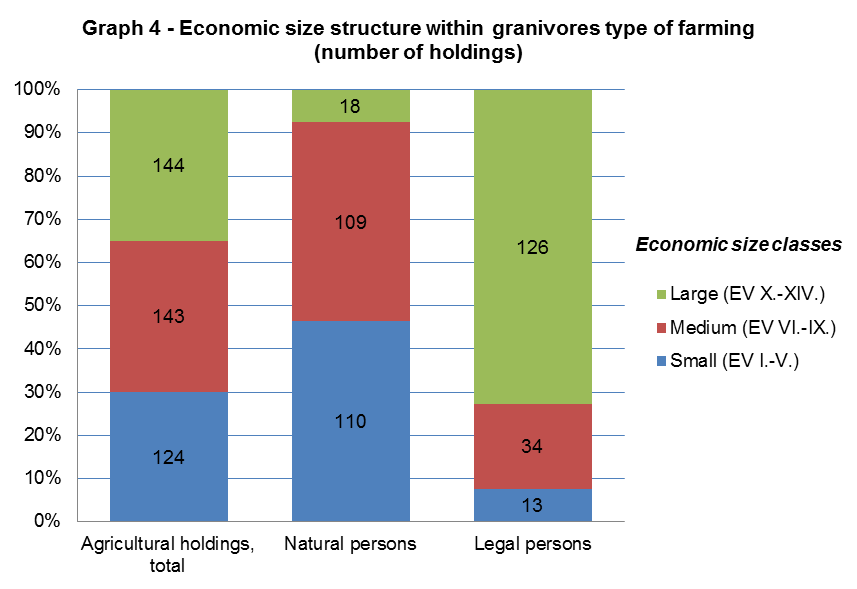 Graph 4 - Economic size structure within granivores type of farming
(number of holdings)
100%
90%
80%
70%
60%
50%
40%
30%
20%
10%
0%
144
143
124
18
109
110
126
34
13
Agricultural holdings,
total
Natural persons
Legal persons
Economic size classes
Large (EV X.-XIV.)
Medium (EV VI.-IX.)
Small (EV I.-V.)